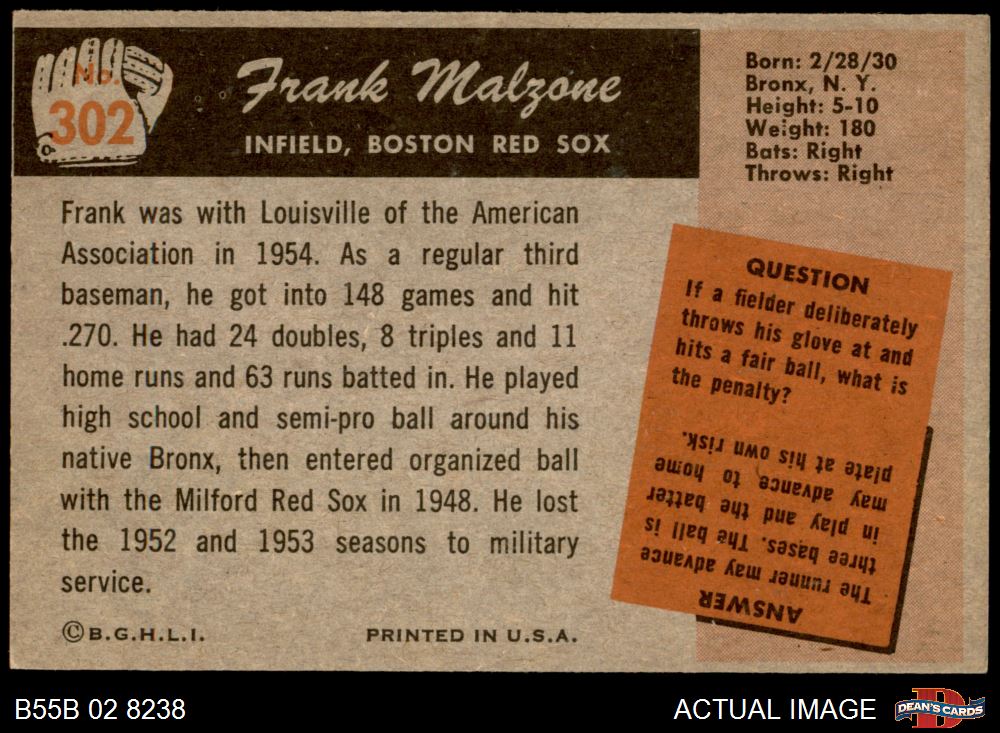 No.
302
Frank Malzone
INFIELD, BOSTON RED SOX
Born: 2/28/30
Bronx, N. Y.
Height: 5-10
Weight: 180
Bats: Right
Throws: Right
Frank was with Louisville of the American
Association in 1954. As a regular third
baseman, he got into 148 games and hit
.270. He had 24 doubles, 8 triples and 11
home runs and 63 runs batted in. He played
high school and semi-pro ball around his
native Bronx, then entered organized ball
with the Milford Red Sox in 1948. He lost
the 1952 and 1953 seasons to military
service.
©B.G.H.L.I.
PRINTED IN U.S.A.
QUESTION
If a fielder deliberately
throws his glove at and
hits a fair ball, what is
the penalty?
ANSWER
The runner may advance
three bases. The ball is
in play and the batter
may advance to home
plate at his own risk.
B55B 02 8238
ACTUAL IMAGE
D
DEAN'S CARDS